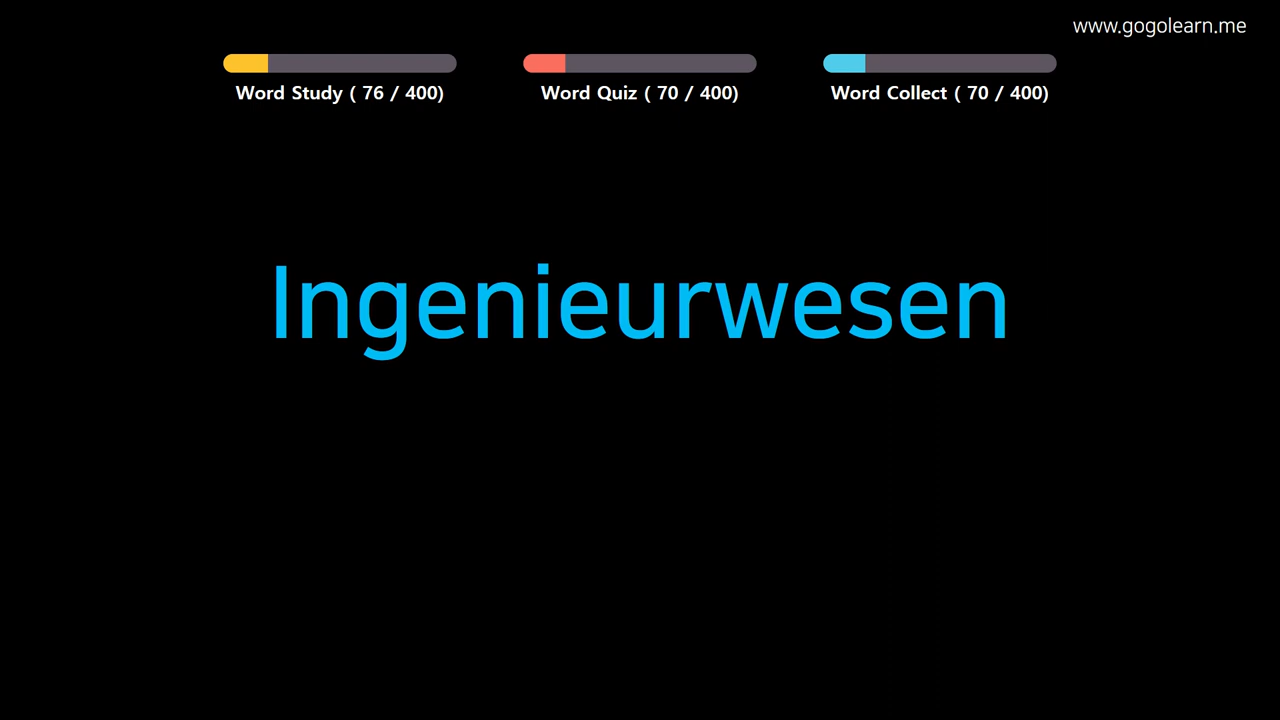 www.gogolearn.me
Word Study ( 76 / 400)
Word Quiz ( 70 / 400)
Word Collect ( 70 / 400)
Ingenieurwesen